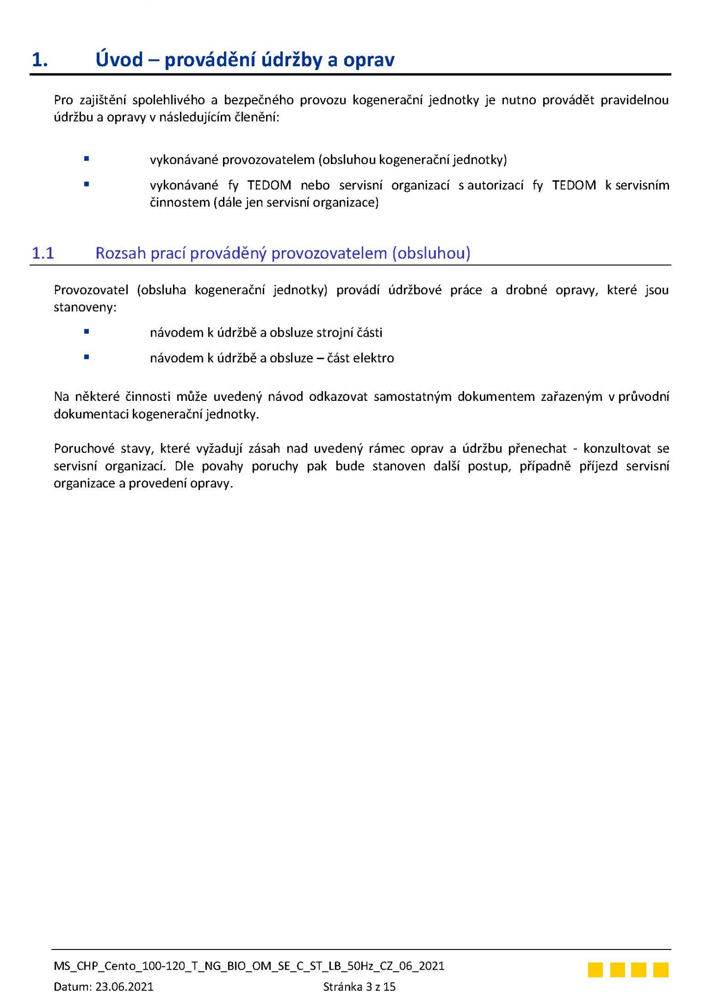 1. Úvod – provádění údržby a oprav
Pro zajištění spolehlivého a bezpečného provozu kogenerační jednotky je nutno provádět pravidelnou
údržbu a opravy v následujícím členění:
▪ vykonávané provozovatelem (obsluhou kogenerační jednotky)
▪ vykonávané fy TEDOM nebo servisní organizací s autorizací fy TEDOM k servisním
činnostem (dále jen servisní organizace)
1.1 Rozsah prací prováděný provozovatelem (obsluhou)
Provozovatel (obsluha kogenerační jednotky) provádí údržbové práce a drobné opravy, které jsou
stanoveny:
▪ návodem k údržbě a obsluze strojní části
▪ návodem k údržbě a obsluze – část elektro
Na některé činnosti může uvedený návod odkazovat samostatným dokumentem zařazeným v průvodní
dokumentaci kogenerační jednotky.
Poruchové stavy, které vyžadují zásah nad uvedený rámec oprav a údržbu přenechat - konzultovat se
servisní organizací. Dle povahy poruchy pak bude stanoven další postup, případně příjezd servisní
organizace a provedení opravy.
MS_CHP_Cento_100-120_T_NG_BIO_OM_SE_C_ST_LB_50Hz_CZ_06_2021
Datum: 23.06.2021 Stránka 3 z 15